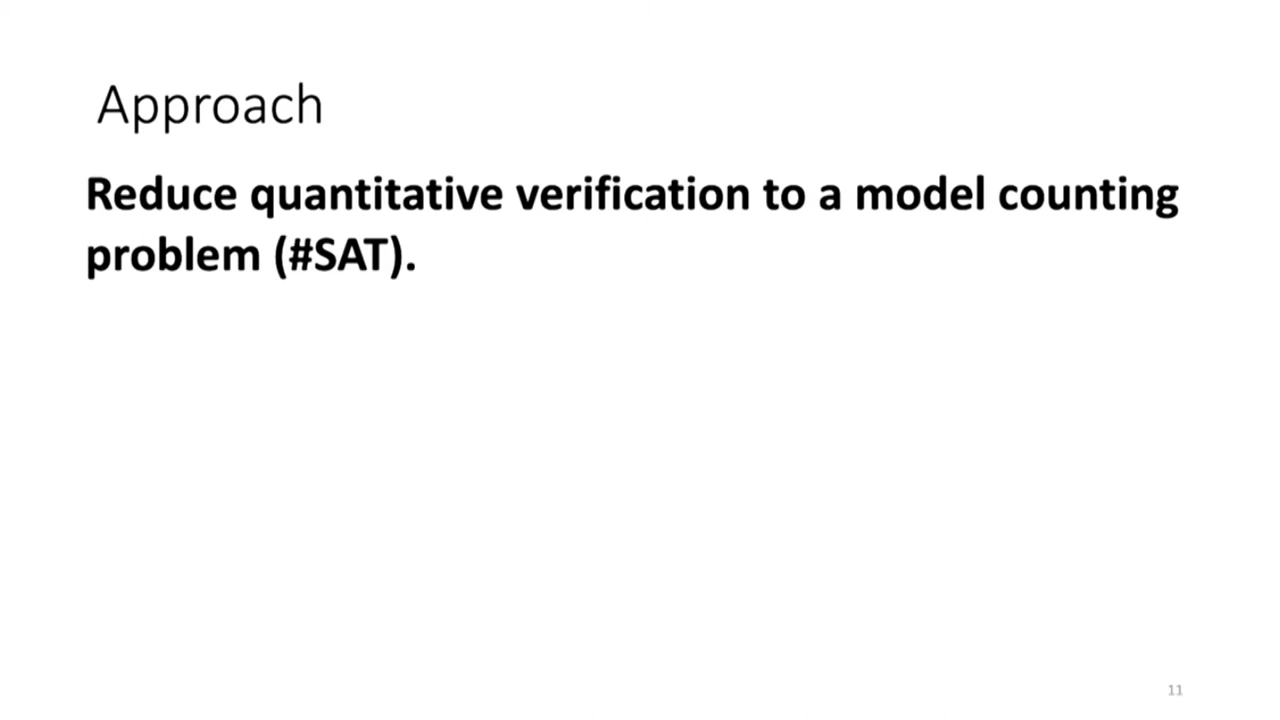 Approach
Reduce quantitative verification to a model counting
problem (#SAT).
11